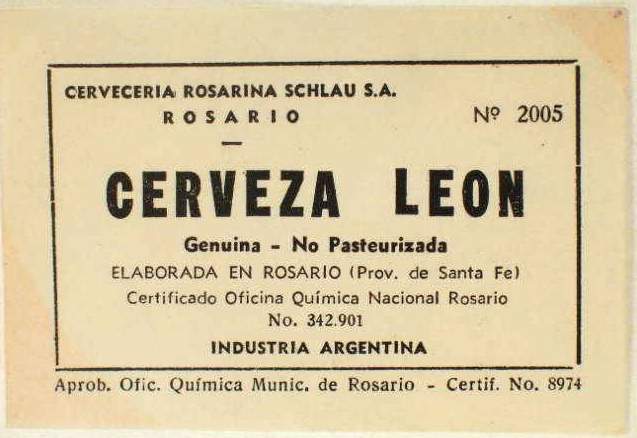 CERVECERIA ROSARINA SCHLAU S.A.
ROSARIO
Nº 2005
CERVEZA LEON
Genuina - No Pasteurizada
ELABORADA EN ROSARIO (Prov. de Santa Fe)
Certificado Oficina Química Nacional Rosario
No. 342.901
INDUSTRIA ARGENTINA
Aprob. Ofic. Química Munic. de Rosario - Certif. No. 8974